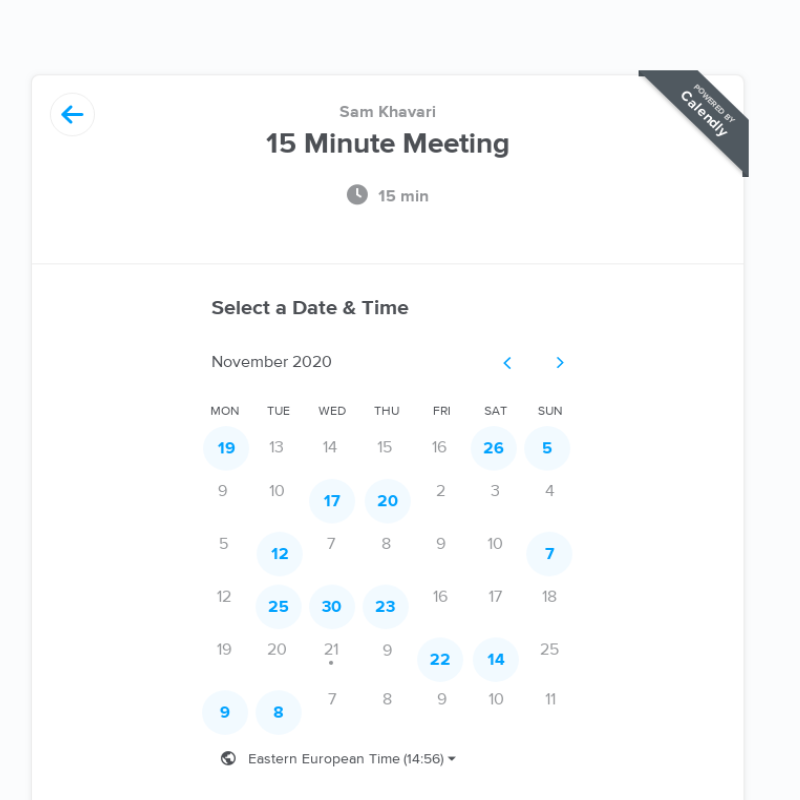 POWERED BY
Calendly
Sam Khavari
15 Minute Meeting
15 min
Select a Date & Time
November 2020
MON TUE WED THU FRI SAT SUN
19 13 14 15 16 26 5
9 10 17 20 2 3 4
5 12 7 8 9 10 7
12 25 30 23 16 17 18
19 20 21 9 22 14 25
9 8 7 8 9 10 11
Eastern European Time (14:56)